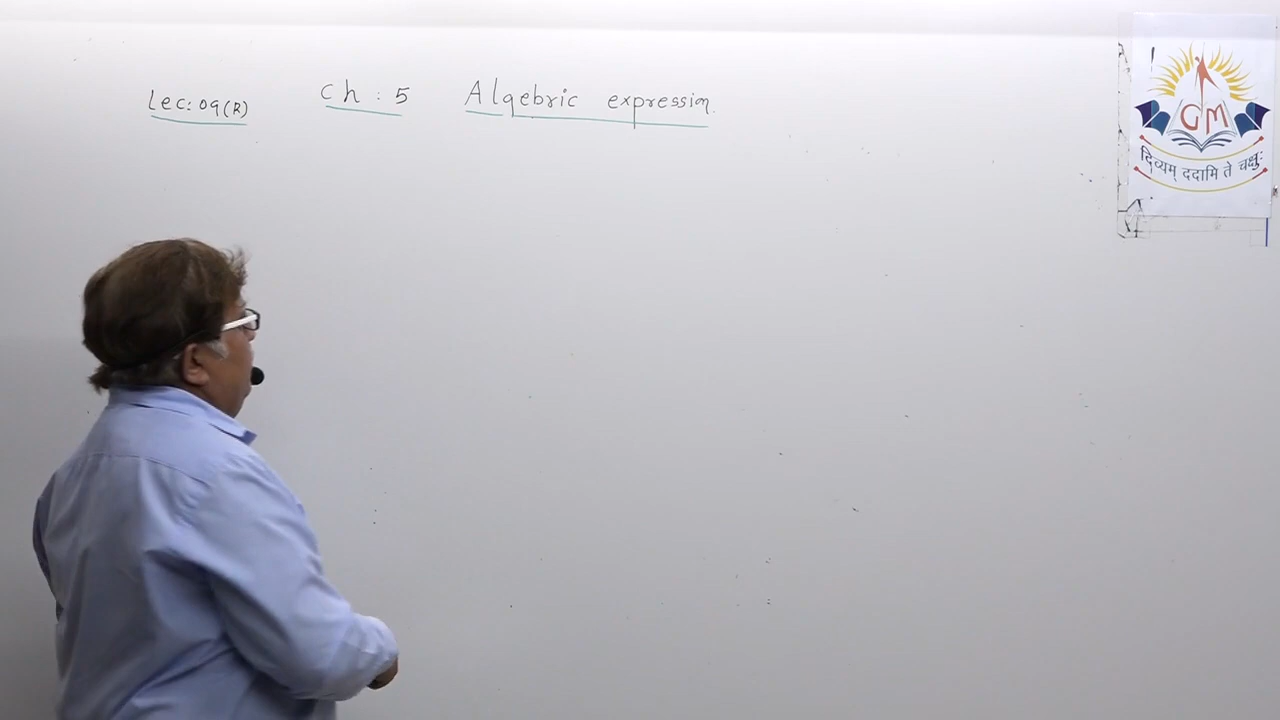 Lec: 09(R) Ch : 5 Algebric expression.
GM
दिव्यम् ददामि ते चक्षुः